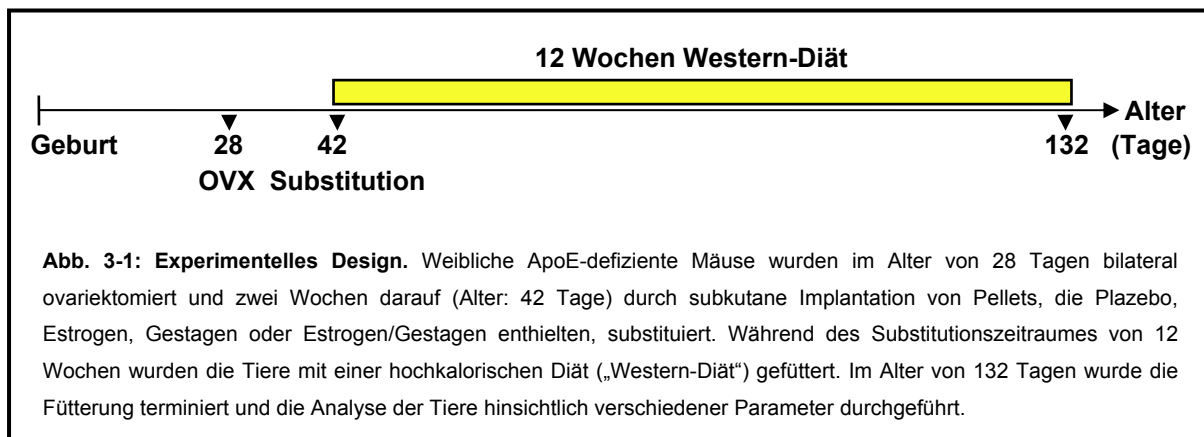 12 Wochen Western-Diät
Alter
Geburt 28 42 132 (Tage)
OVX Substitution
Abb. 3-1: Experimentelles Design. Weibliche ApoE-defiziente Mäuse wurden im Alter von 28 Tagen bilateral
ovariektomiert und zwei Wochen darauf (Alter: 42 Tage) durch subkutane Implantation von Pellets, die Plazebo,
Estrogen, Gestagen oder Estrogen/Gestagen enthielten, substituiert. Während des Substitutionszeitraumes von 12
Wochen wurden die Tiere mit einer hochkalorischen Diät („Western-Diät“) gefüttert. Im Alter von 132 Tagen wurde die
Fütterung terminiert und die Analyse der Tiere hinsichtlich verschiedener Parameter durchgeführt.